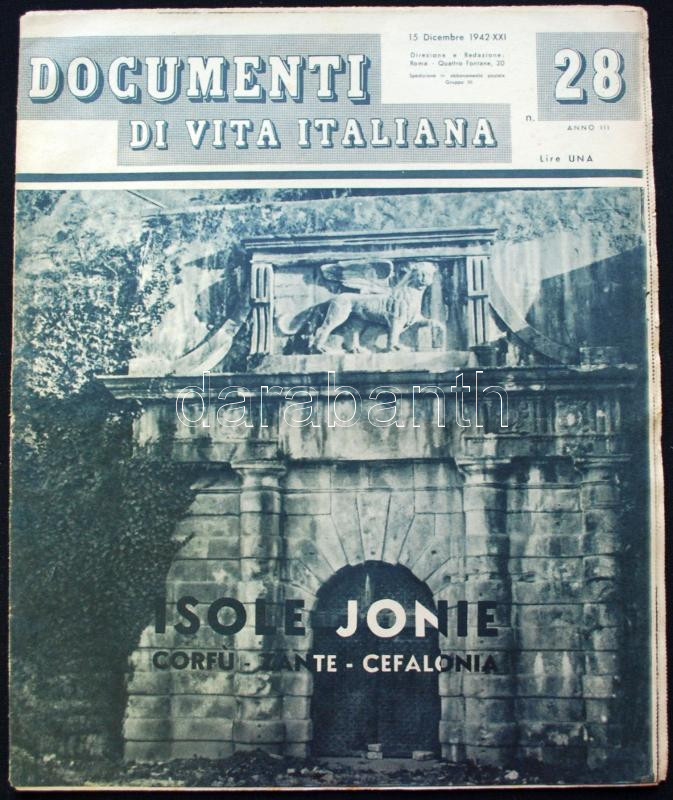 15 Dicembre 1942-XXI
Direzione e Redazione:
Roma - Quattro Fontane, 20
Spedizione in abbonamento postale
Gruppo III
DOCUMENTI
DI VITA ITALIANA
n. 28
ANNO III
Lire UNA
darabanth
ISOLE JONIE
CORFÙ - ZANTE - CEFALONIA